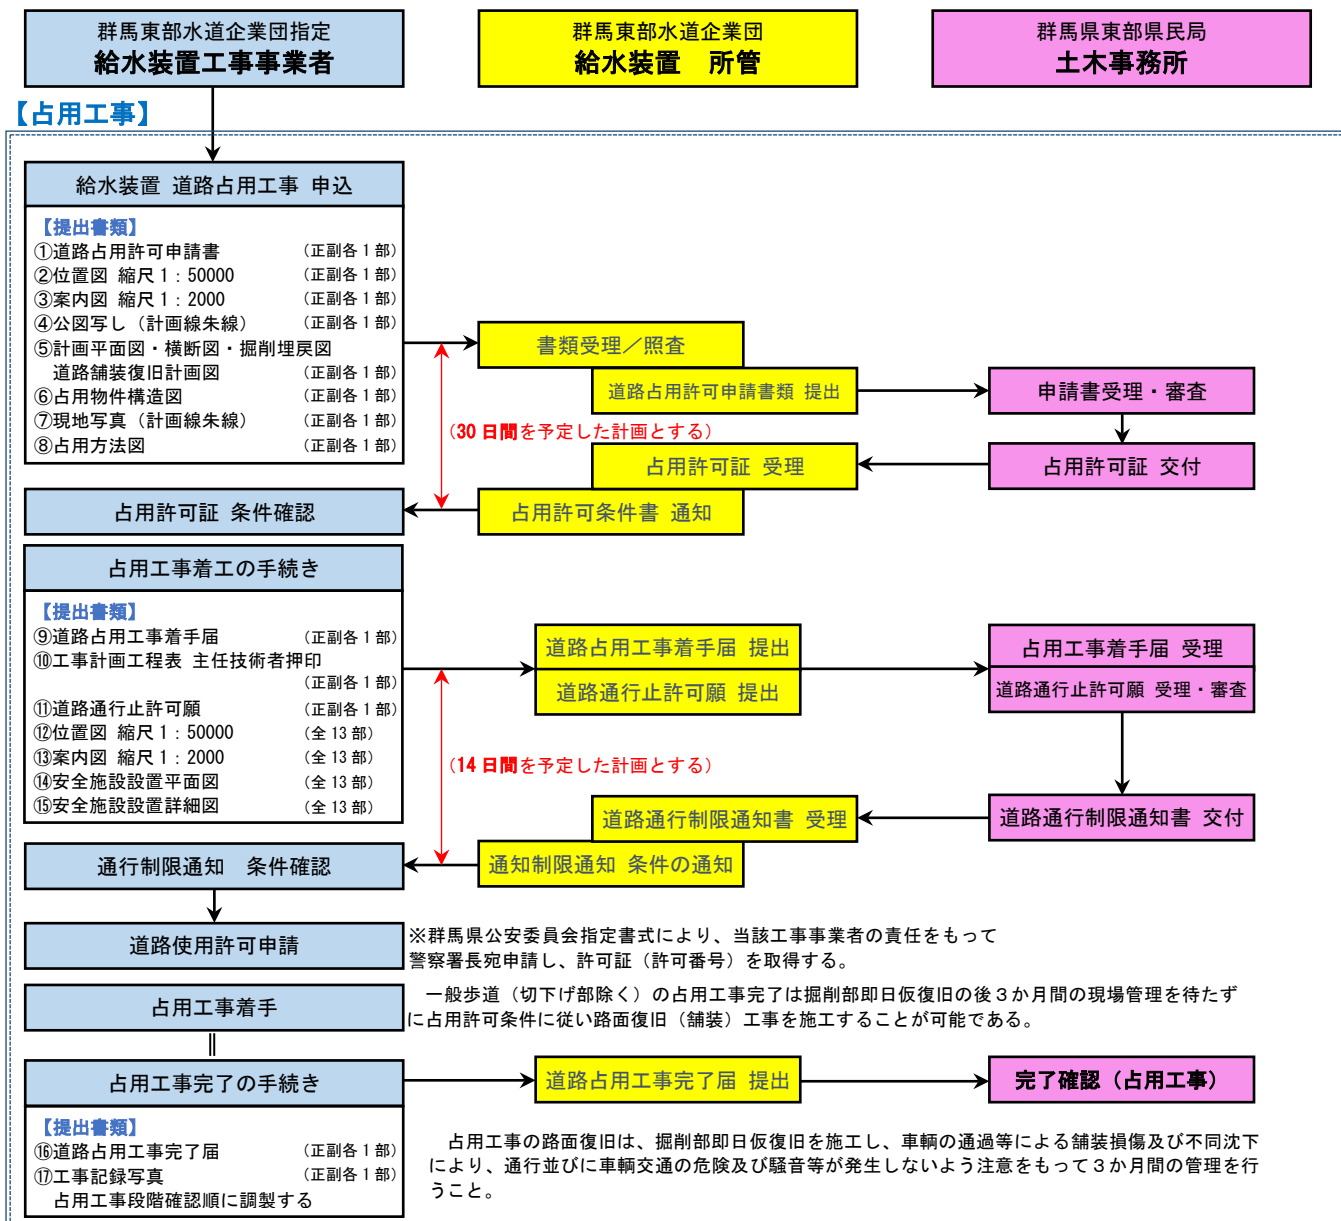 群馬東部水道企業団指定
給水装置工事事業者
群馬東部水道企業団
給水装置　所管
群馬県東部県民局
土木事務所
【占用工事】
給水装置 道路占用工事 申込
【提出書類】
①道路占用許可申請書　（正副各１部）
②位置図 縮尺１：50000　（正副各１部）
③案内図 縮尺１：2000　（正副各１部）
④公図写し（計画線朱線）　（正副各１部）
⑤計画平面図・横断図・掘削埋戻図
道路舗装復旧計画図　（正副各１部）
⑥占用物件構造図　（正副各１部）
⑦現地写真（計画線朱線）　（正副各１部）
⑧占用方法図　（正副各１部）
書類受理／照査
道路占用許可申請書類 提出
申請書受理・審査
（30 日間を予定した計画とする）
占用許可証 受理
占用許可証 交付
占用許可証 条件確認
占用許可条件書 通知
占用工事着工の手続き
【提出書類】
⑨道路占用工事着手届　（正副各１部）
⑩工事計画工程表 主任技術者押印
（正副各１部）
⑪道路通行止許可願　（正副各１部）
⑫位置図 縮尺１：50000　（全 13 部）
⑬案内図 縮尺１：2000　（全 13 部）
⑭安全施設設置平面図　（全 13 部）
⑮安全施設設置詳細図　（全 13 部）
道路占用工事着手届 提出
道路通行止許可願 提出
占用工事着手届 受理
道路通行止許可願 受理・審査
（14 日間を予定した計画とする）
道路通行制限通知書 受理
道路通行制限通知書 交付
通行制限通知　条件確認
通知制限通知 条件の通知
道路使用許可申請
※群馬県公安委員会指定書式により、当該工事事業者の責任をもって
警察署長宛申請し、許可証（許可番号）を取得する。
占用工事着手
一般歩道（切下げ部除く）の占用工事完了は掘削部即日仮復旧の後３か月間の現場管理を待たず
に占用許可条件に従い路面復旧（舗装）工事を施工することが可能である。
占用工事完了の手続き
道路占用工事完了届 提出
完了確認（占用工事）
【提出書類】
⑯道路占用工事完了届　（正副各１部）
⑰工事記録写真　（正副各１部）
占用工事段階確認順に調製する
占用工事の路面復旧は、掘削部即日仮復旧を施工し、車輌の通過等による舗装損傷及び不同沈下
により、通行並びに車輌交通の危険及び騒音等が発生しないよう注意をもって３か月間の管理を行
うこと。